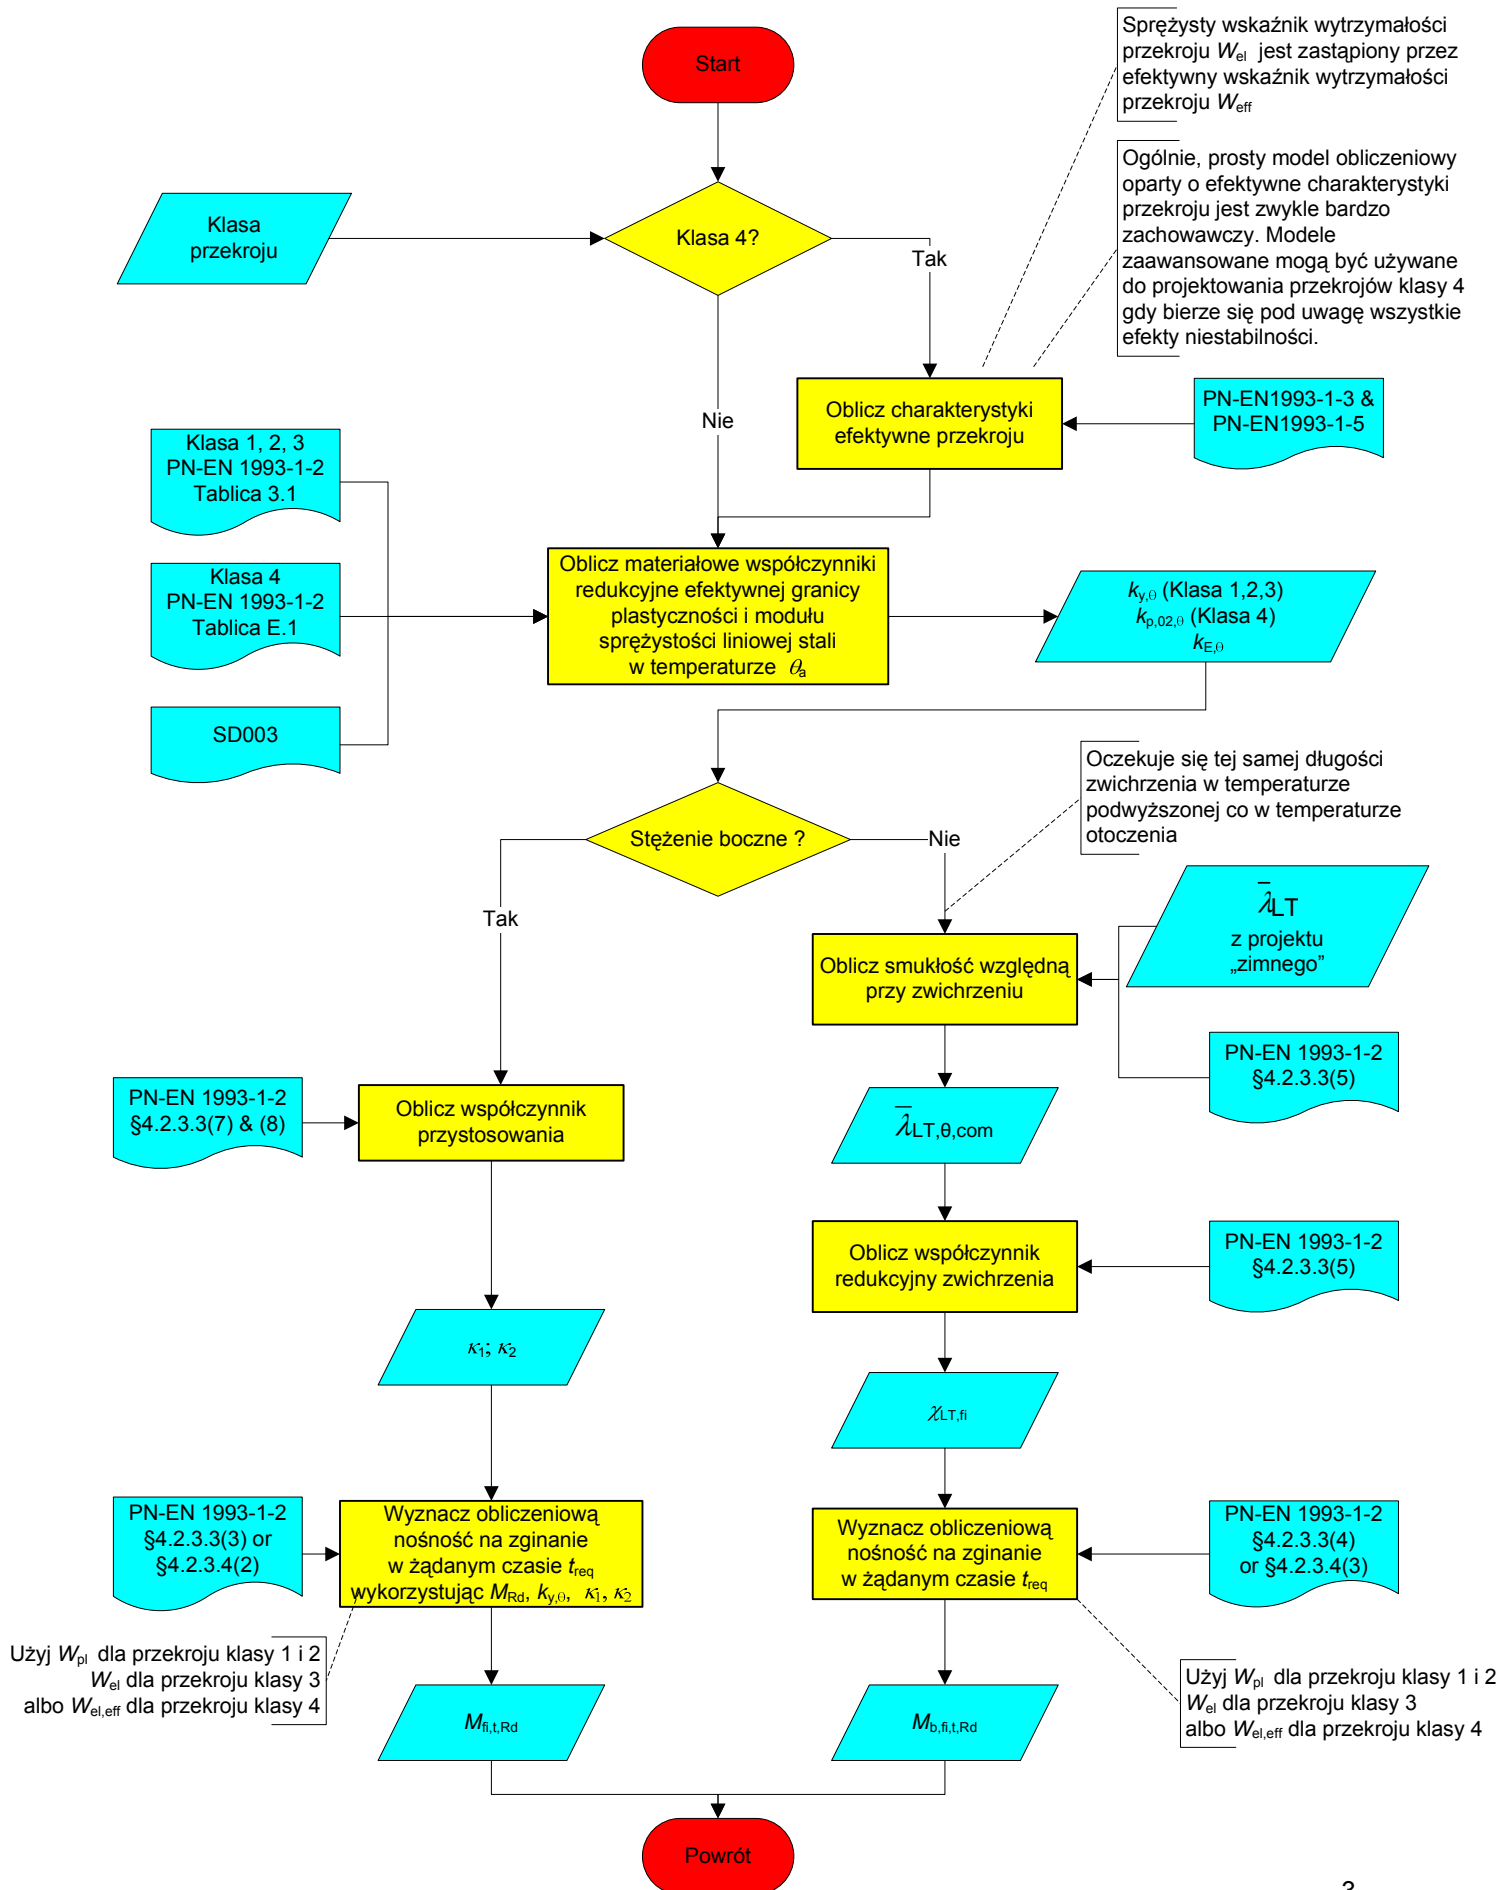 Start
Sprężysty wskaźnik wytrzymałości
przekroju Wel jest zastąpiony przez
efektywny wskaźnik wytrzymałości
przekroju Weff
Ogólnie, prosty model obliczeniowy
oparty o efektywne charakterystyki
przekroju jest zwykle bardzo
zachowawczy. Modele
zaawansowane mogą być używane
do projektowania przekrojów klasy 4
gdy bierze się pod uwagę wszystkie
efekty niestabilności.
Klasa
przekroju
Klasa 4?
Tak
Nie
Oblicz charakterystyki
efektywne przekroju
PN-EN1993-1-3 &
PN-EN1993-1-5
Klasa 1, 2, 3
PN-EN 1993-1-2
Tablica 3.1
Klasa 4
PN-EN 1993-1-2
Tablica E.1
SD003
Oblicz materiałowe współczynniki
redukcyjne efektywnej granicy
plastyczności i modułu
sprężystości liniowej stali
w temperaturze θa
ky,θ (Klasa 1,2,3)
kp,02,θ (Klasa 4)
kE,θ
Stężenie boczne ?
Tak
Nie
Oczekuje się tej samej długości
zwichrzenia w temperaturze
podwyższonej co w temperaturze
otoczenia
Oblicz smukłość względną
przy zwichrzeniu
λ̅LT
z projektu
„zimnego”
PN-EN 1993-1-2
§4.2.3.3(5)
PN-EN 1993-1-2
§4.2.3.3(7) & (8)
Oblicz współczynnik
przystosowania
λ̅LT,θ,com
Oblicz współczynnik
redukcyjny zwichrzenia
PN-EN 1993-1-2
§4.2.3.3(5)
κ1; κ2
χLT,fi
PN-EN 1993-1-2
§4.2.3.3(3) or
§4.2.3.4(2)
Wyznacz obliczeniową
nośność na zginanie
w żądanym czasie treq
wykorzystując MRd, ky,θ, κ1, κ2
Wyznacz obliczeniową
nośność na zginanie
w żądanym czasie treq
PN-EN 1993-1-2
§4.2.3.3(4)
or §4.2.3.4(3)
Użyj Wpl dla przekroju klasy 1 i 2
Wel dla przekroju klasy 3
albo Wel,eff dla przekroju klasy 4
Mfi,t,Rd
Mb,fi,t,Rd
Użyj Wpl dla przekroju klasy 1 i 2
Wel dla przekroju klasy 3
albo Wel,eff dla przekroju klasy 4
Powrót